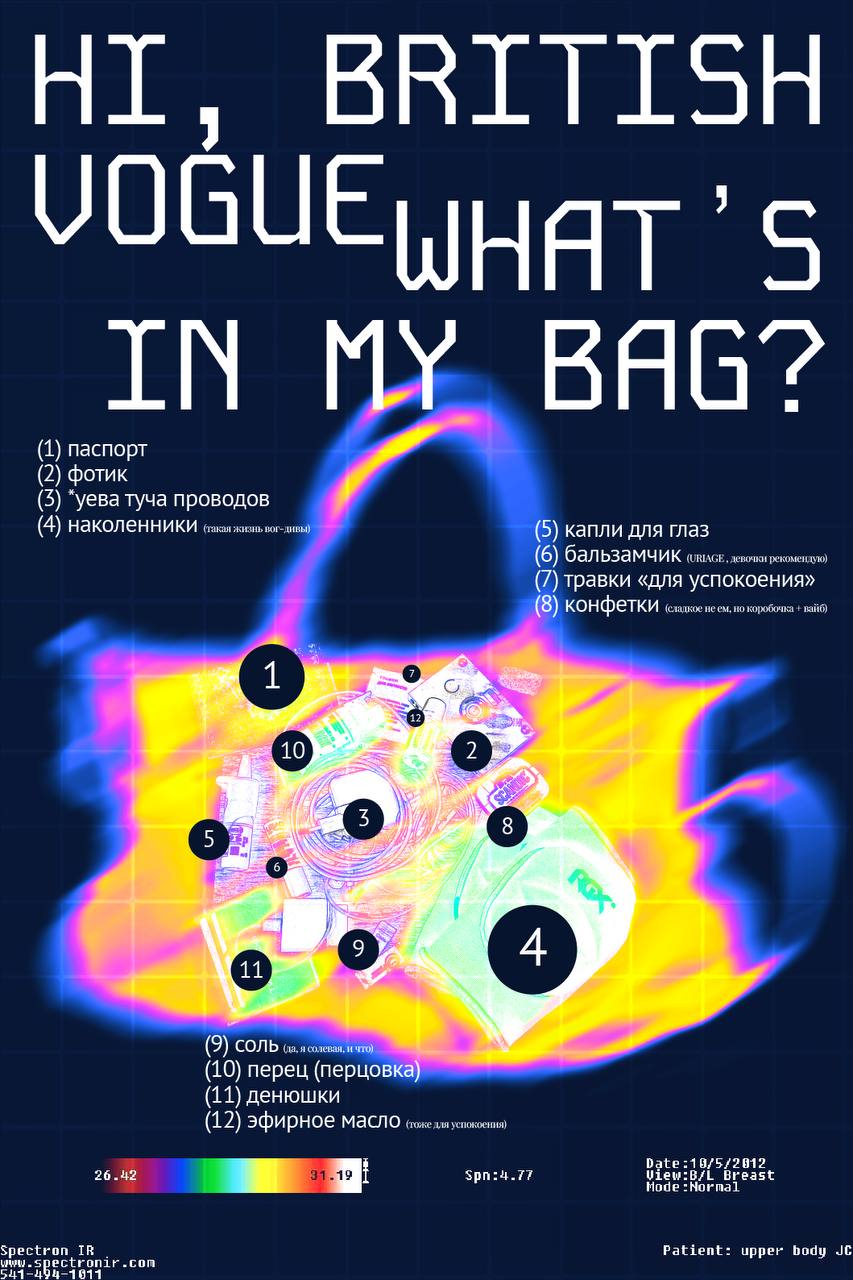 HI, BRITISH
VOGUE WHAT'S
IN MY BAG?
(1) паспорт
(2) фотик
(3) *уева туча проводов
(4) наколенники (такая жизнь вог-дивы)
(5) капли для глаз
(6) бальзамчик (URIAGE , девочки рекомендую)
(7) травки «для успокоения»
(8) конфетки (сладкое не ем, но коробочка + вайб)
1
7
12
10
2
3
8
5
6
RGX
4
9
11
(9) соль (да, я солевая, и что)
(10) перец (перцовка)
(11) денюшки
(12) эфирное масло (тоже для успокоения)
26.42
31.19
Spn:4.77
Date:10/5/2012
View:B/L Breast
Mode:Normal
Spectron IR
www.spectronir.com
541-494-1011
Patient: upper body JC